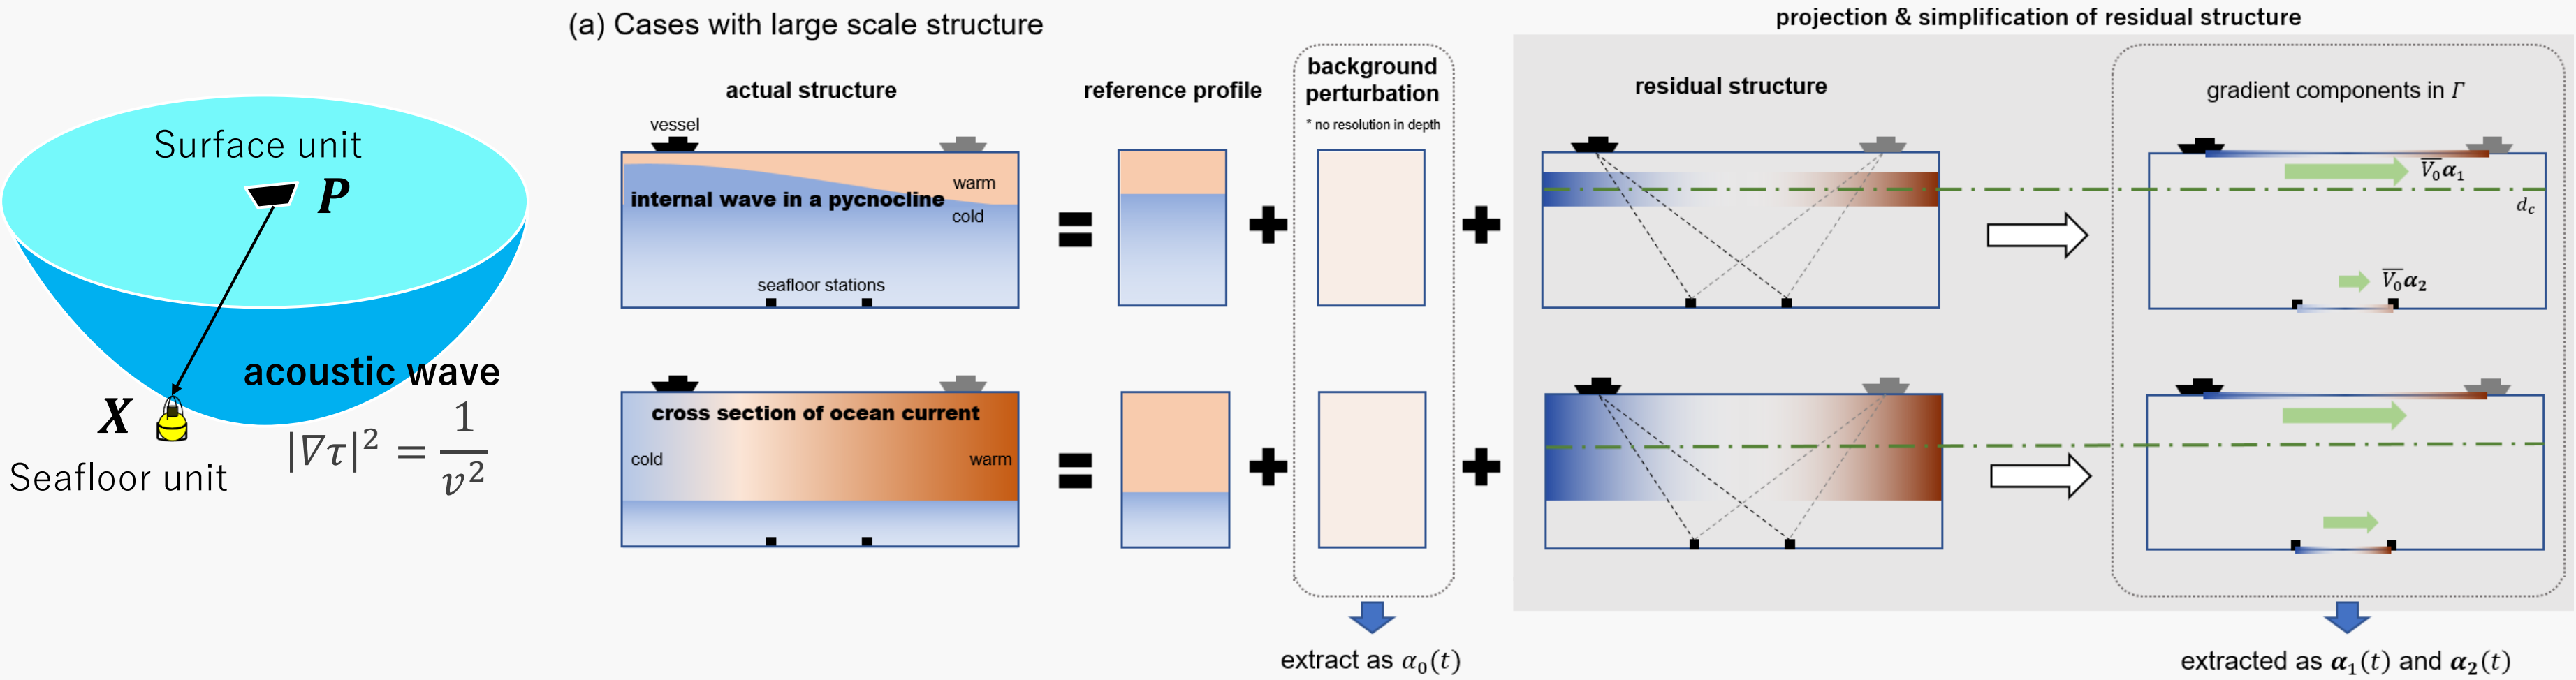 Surface unit
P
acoustic wave
X
|∇τ|² = 1/v²
Seafloor unit
(a) Cases with large scale structure
projection & simplification of residual structure
actual structure
reference profile
background
perturbation
* no resolution in depth
residual structure
gradient components in Γ
vessel
warm
internal wave in a pycnocline
cold
seafloor stations
V̅₀α₁
d_c
V̅₀α₂
cross section of ocean current
cold
warm
extract as α₀(t)
extracted as α₁(t) and α₂(t)